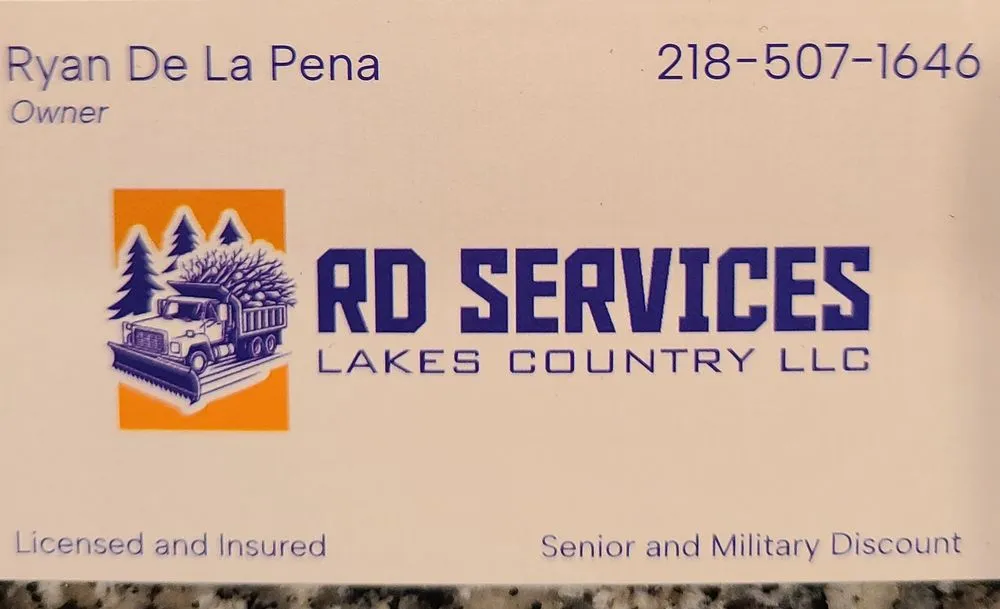 Ryan De La Pena
218-507-1646
Owner
RD SERVICES
LAKES COUNTRY LLC
Licensed and Insured
Senior and Military Discount